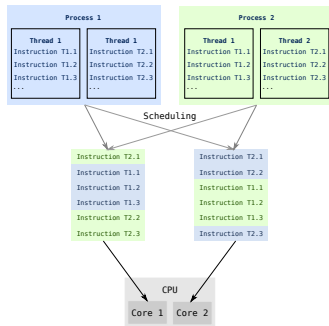 Process 1
Thread 1
Instruction T1.1
Instruction T1.2
Instruction T1.3
...
Thread 1
Instruction T2.1
Instruction T2.2
Instruction T2.3
...
Process 2
Thread 1
Instruction T1.1
Instruction T1.2
Instruction T1.3
...
Thread 2
Instruction T2.1
Instruction T2.2
Instruction T2.3
...
Scheduling
Instruction T2.1
Instruction T1.1
Instruction T1.2
Instruction T1.3
Instruction T2.2
Instruction T2.3
Instruction T2.1
Instruction T2.2
Instruction T1.1
Instruction T1.2
Instruction T1.3
Instruction T2.3
CPU
Core 1
Core 2